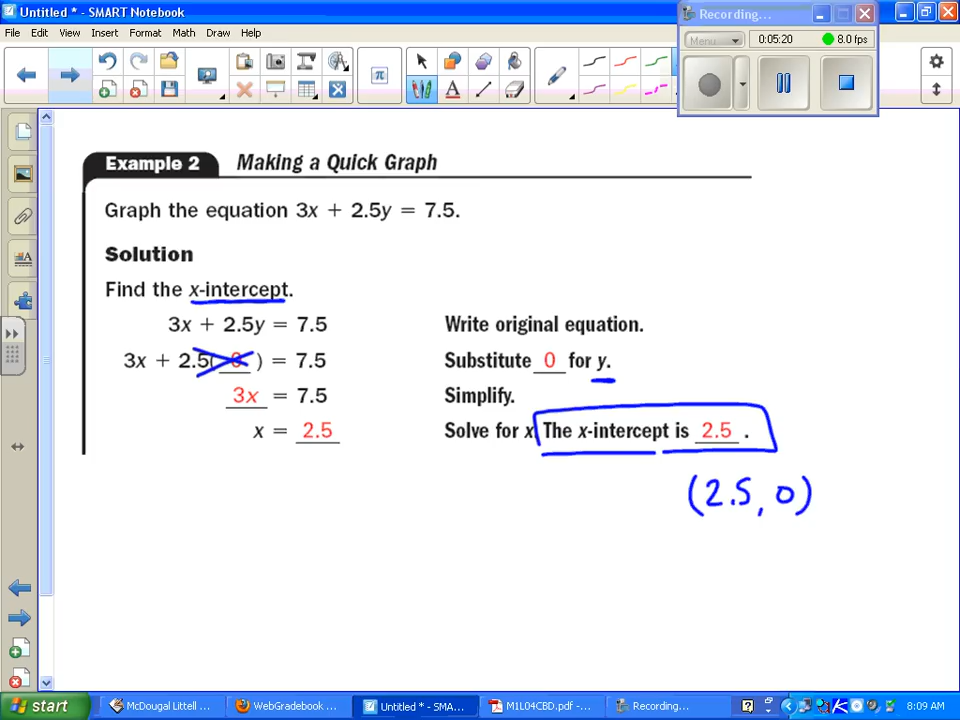 Untitled * - SMART Notebook
Recording...
File Edit View Insert Format Math Draw Help
Menu 0:05:20 8.0 fps
Example 2 Making a Quick Graph
Graph the equation 3x + 2.5y = 7.5.
Solution
Find the x-intercept.
3x + 2.5y = 7.5 Write original equation.
3x + 2.5( 0 ) = 7.5 Substitute 0 for y.
3x = 7.5 Simplify.
x = 2.5 Solve for x. The x-intercept is 2.5 .
(2.5, 0)
start McDougal Littell ... WebGradebook ... Untitled * - SMA... M1L04CBD.pdf -... Recording... 8:09 AM